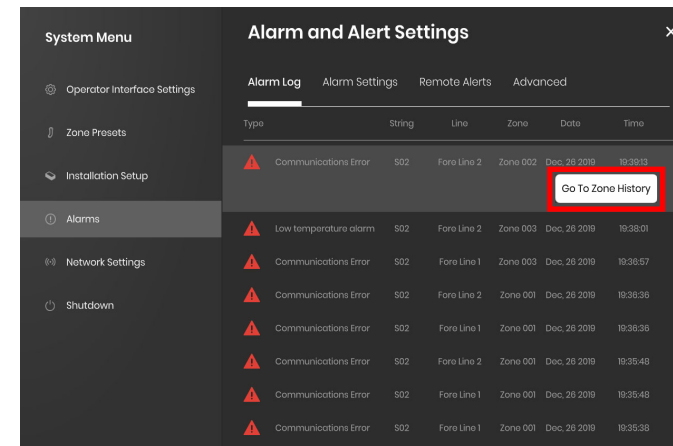 System Menu
Operator Interface Settings
Zone Presets
Installation Setup
Alarms
Network Settings
Shutdown
Alarm and Alert Settings
Alarm Log Alarm Settings Remote Alerts Advanced
Type String Line Zone Date Time
Communications Error S02 Fore Line 2 Zone 002 Dec, 26 2019 19:39:13
Go To Zone History
Low temperature alarm S02 Fore Line 2 Zone 003 Dec, 26 2019 19:38:01
Communications Error S02 Fore Line 1 Zone 003 Dec, 26 2019 19:36:57
Communications Error S02 Fore Line 2 Zone 001 Dec, 26 2019 19:36:36
Communications Error S02 Fore Line 1 Zone 001 Dec, 26 2019 19:36:36
Communications Error S02 Fore Line 2 Zone 001 Dec, 26 2019 19:35:48
Communications Error S02 Fore Line 1 Zone 001 Dec, 26 2019 19:35:48
Communications Error S02 Fore Line 1 Zone 001 Dec, 26 2019 19:35:38